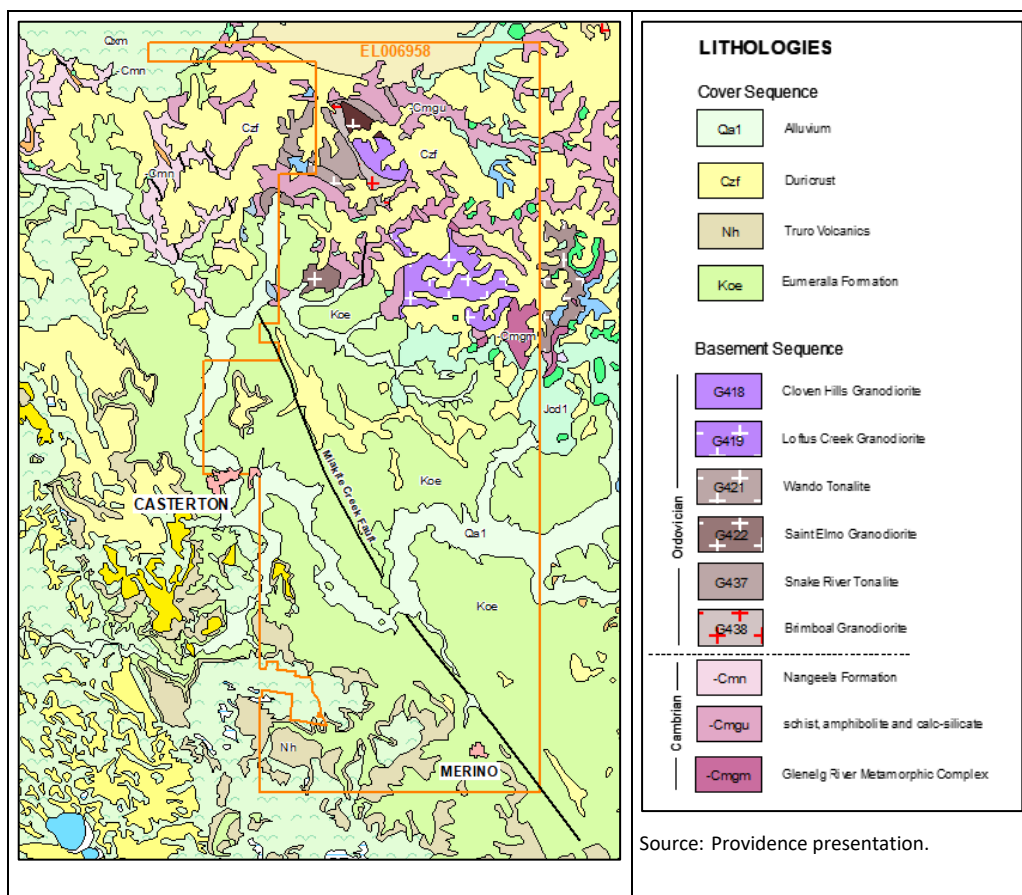 EL006958
Qxm
-Cmn
-Cmgu
Czf
Czf
-Cmn
Koe
-Cmgm
Jcd1
Miakite Creek Fault
Koe
CASTERTON
Qa1
Koe
Nh
MERINO
LITHOLOGIES
Cover Sequence
Qa1 Alluvium
Czf Duricrust
Nh Truro Volcanics
Koe Eumeralla Formation
Basement Sequence
Ordovician
G418 Cloven Hills Granodiorite
G419 Loftus Creek Granodiorite
G421 Wando Tonalite
G422 Saint Elmo Granodiorite
G437 Snake River Tonalite
G438 Brimboal Granodiorite
Cambrian
-Cmn Nangeela Formation
-Cmgu schist, amphibolite and calc-silicate
-Cmgm Glenelg River Metamorphic Complex
Source: Providence presentation.